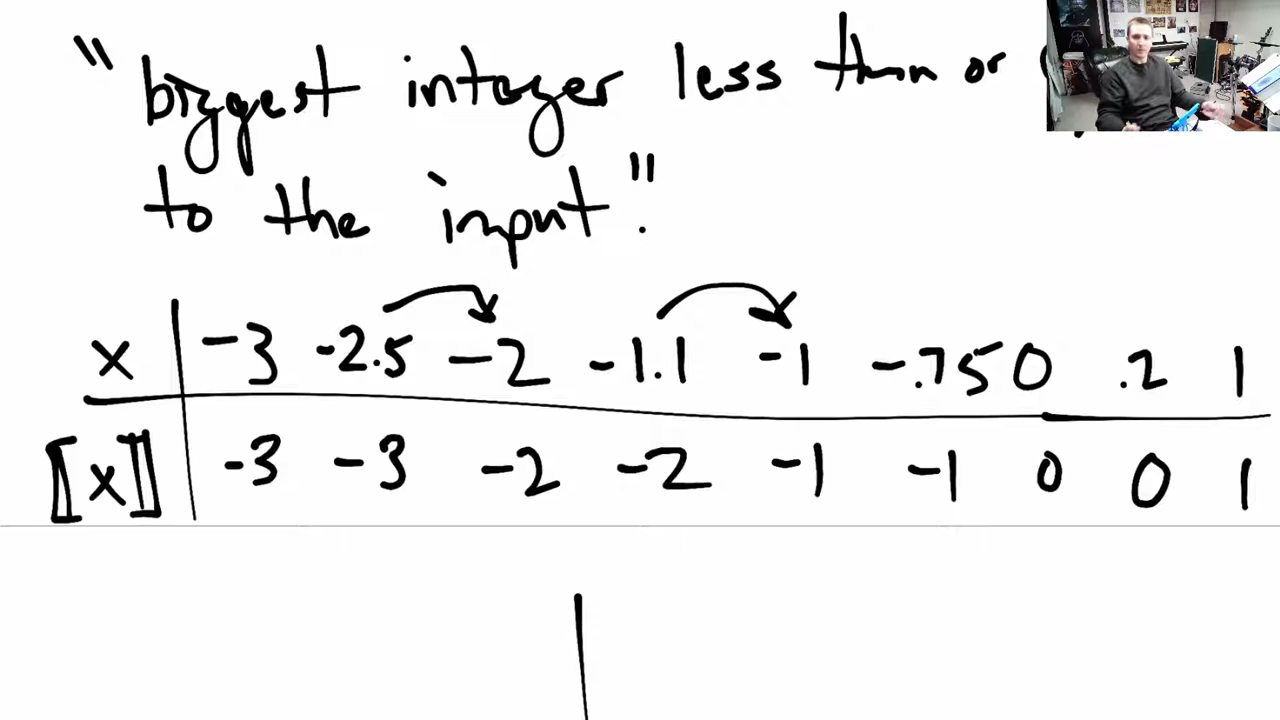 "biggest integer less than or
to the input".
x -3 -2.5 -2 -1.1 -1 -.75 0 .2 1
⟦x⟧ -3 -3 -2 -2 -1 -1 0 0 1